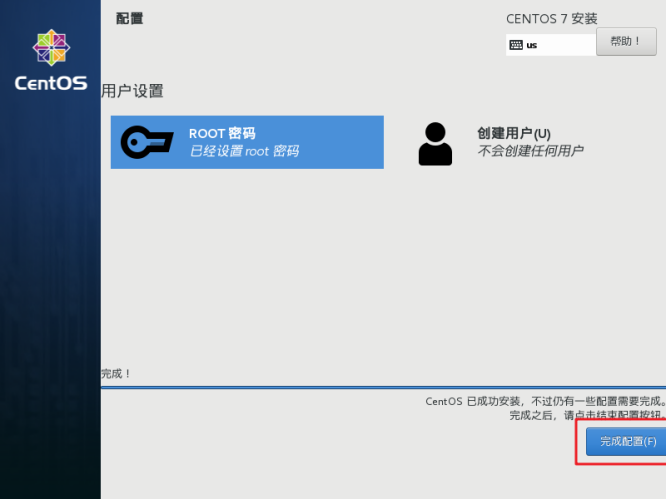 配置
CENTOS 7 安装
us
帮助！
CentOS
用户设置
ROOT 密码
已经设置 root 密码
创建用户(U)
不会创建任何用户
完成！
CentOS 已成功安装，不过仍有一些配置需要完成。
完成之后，请点击结束配置按钮。
完成配置(F)